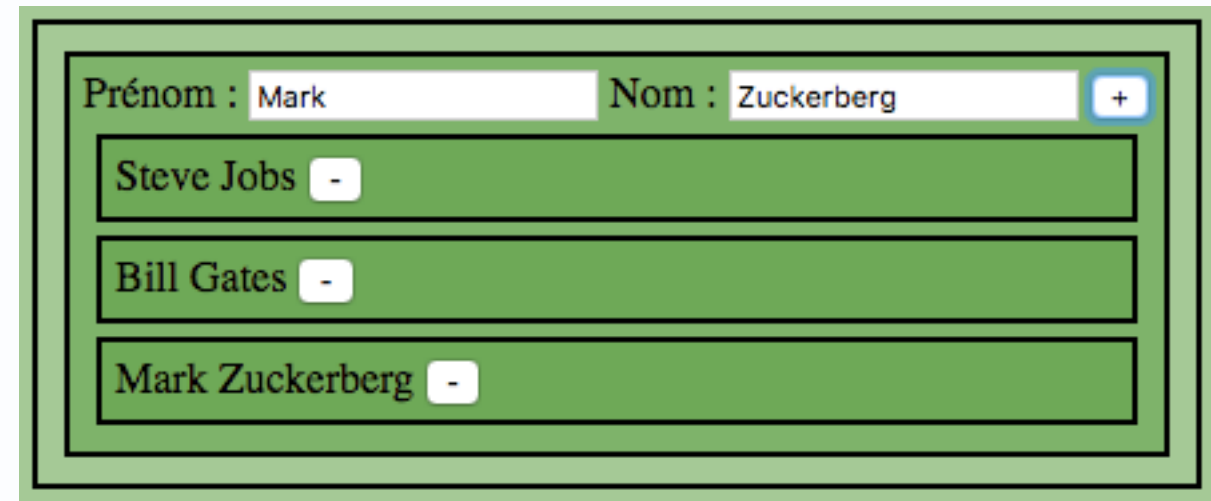 Prénom : Mark Nom : Zuckerberg +
Steve Jobs -
Bill Gates -
Mark Zuckerberg -